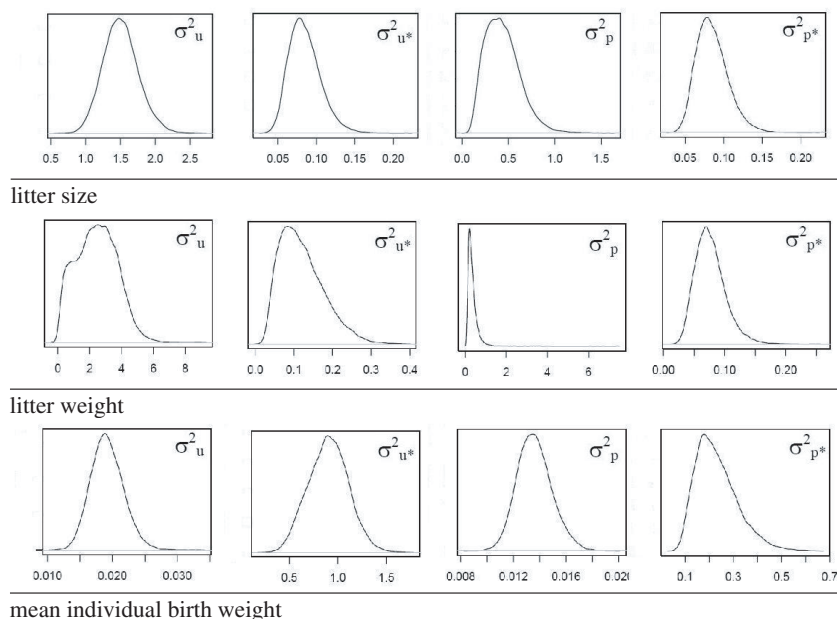 σ²u σ²u* σ²p σ²p*
0.5 1.0 1.5 2.0 2.5 0.05 0.10 0.15 0.20 0.0 0.5 1.0 1.5 0.05 0.10 0.15 0.20
litter size
σ²u σ²u* σ²p σ²p*
0 2 4 6 8 0.0 0.1 0.2 0.3 0.4 0 2 4 6 0.00 0.10 0.20
litter weight
σ²u σ²u* σ²p σ²p*
0.010 0.020 0.030 0.5 1.0 1.5 0.008 0.012 0.016 0.020 0.1 0.3 0.5 0.7
mean individual birth weight